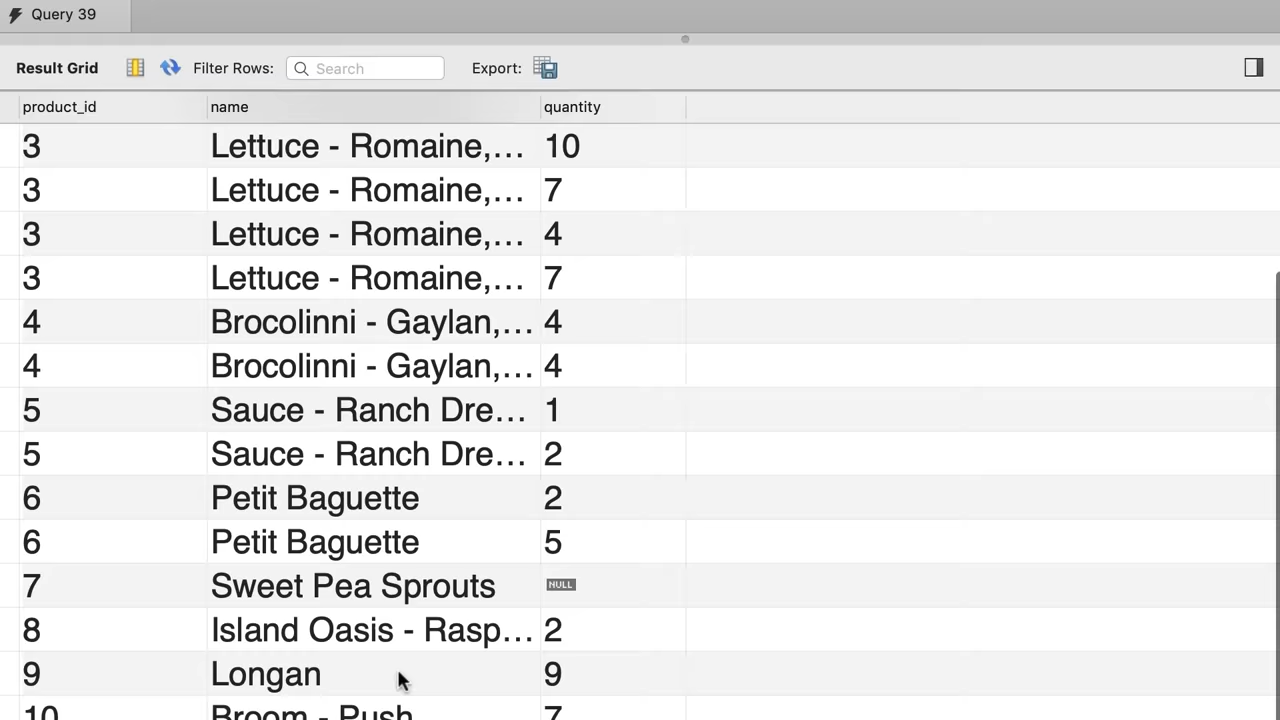 Query 39
Result Grid Filter Rows: Search Export:
product_id name quantity
3 Lettuce - Romaine,... 10
3 Lettuce - Romaine,... 7
3 Lettuce - Romaine,... 4
3 Lettuce - Romaine,... 7
4 Brocolinni - Gaylan,... 4
4 Brocolinni - Gaylan,... 4
5 Sauce - Ranch Dre... 1
5 Sauce - Ranch Dre... 2
6 Petit Baguette 2
6 Petit Baguette 5
7 Sweet Pea Sprouts NULL
8 Island Oasis - Rasp... 2
9 Longan 9
10 Broom - Push 7